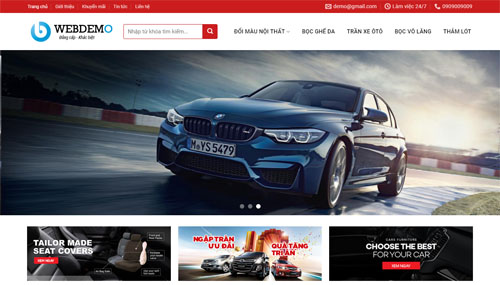 Trang chủ Giới thiệu Khuyến mãi Tin tức Liên hệ demo@gmail.com Làm việc 24/7 0909009009
WEBDEMO
Đẳng cấp - Khác biệt
Nhập từ khóa tìm kiếm...
ĐỔI MÀU NỘI THẤT BỌC GHẾ DA TRẦN XE ÔTÔ BỌC VÔ LĂNG THẢM LÓT
M YS 5479
TAILOR MADE
SEAT COVERS
XEM NGAY
NGẬP TRÀN
ƯU ĐÃI
QUÀ TẶNG
TRI ÂN
CHOOSE THE BEST
FOR YOUR CAR
XEM NGAY